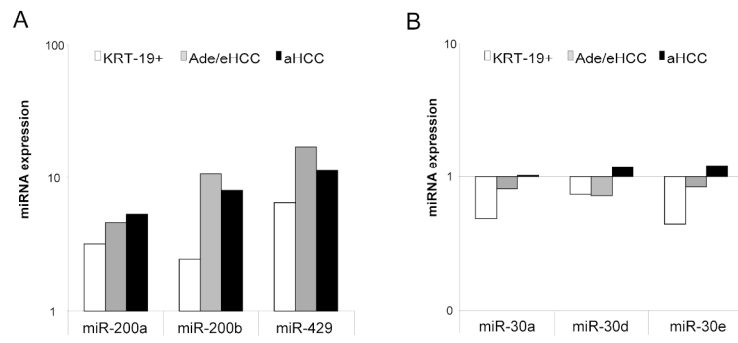 A
100
KRT-19+ Ade/eHCC aHCC
miRNA expression
10
1
miR-200a miR-200b miR-429
B
10
KRT-19+ Ade/eHCC aHCC
miRNA expression
1
0
miR-30a miR-30d miR-30e